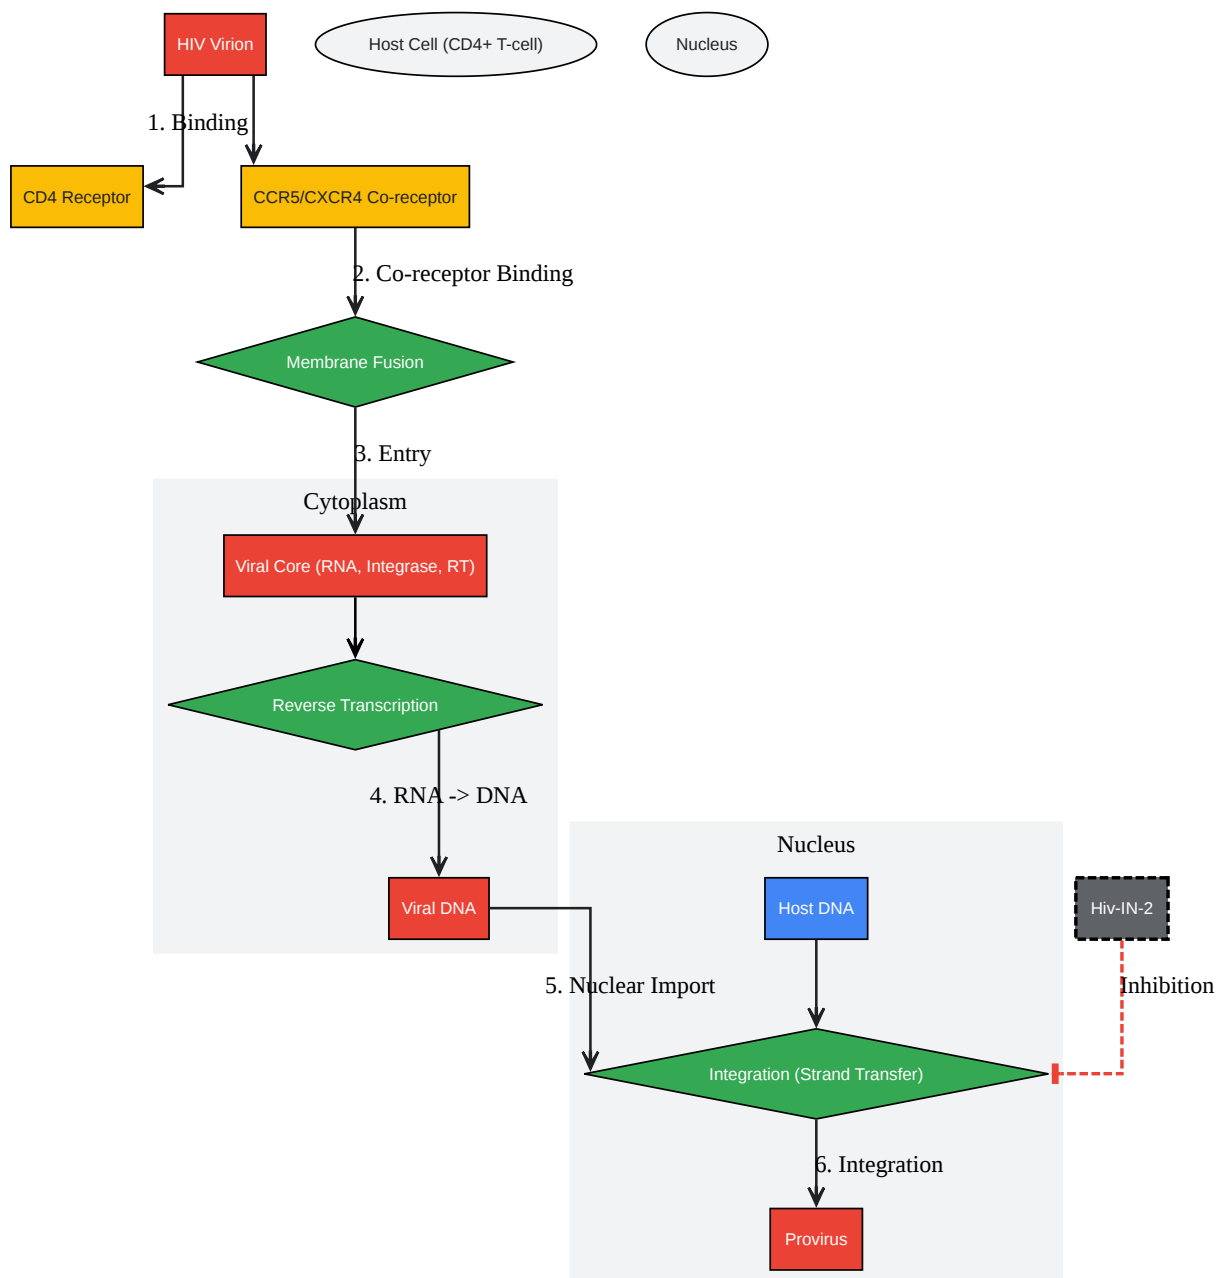 HIV Virion
Host Cell (CD4+ T-cell)
Nucleus
1. Binding
CD4 Receptor
CCR5/CXCR4 Co-receptor
2. Co-receptor Binding
Membrane Fusion
3. Entry
Cytoplasm
Viral Core (RNA, Integrase, RT)
Reverse Transcription
4. RNA -> DNA
Nucleus
Viral DNA
Host DNA
Hiv-IN-2
5. Nuclear Import
Inhibition
Integration (Strand Transfer)
6. Integration
Provirus